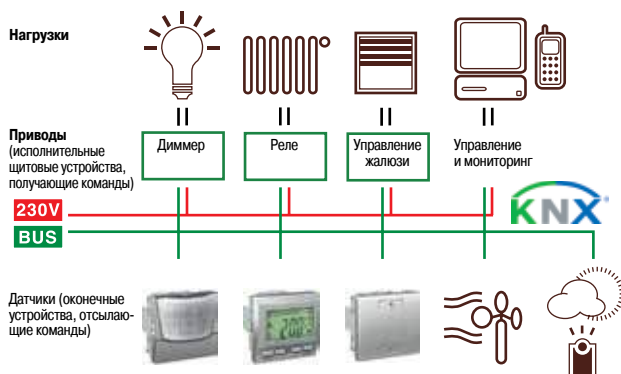 Нагрузки
Приводы
(исполнительные
щитовые устройства,
получающие команды)
Диммер
Реле
Управление
жалюзи
Управление
и мониторинг
230V
BUS
KNX
Датчики (оконечные
устройства, отсылаю-
щие команды)